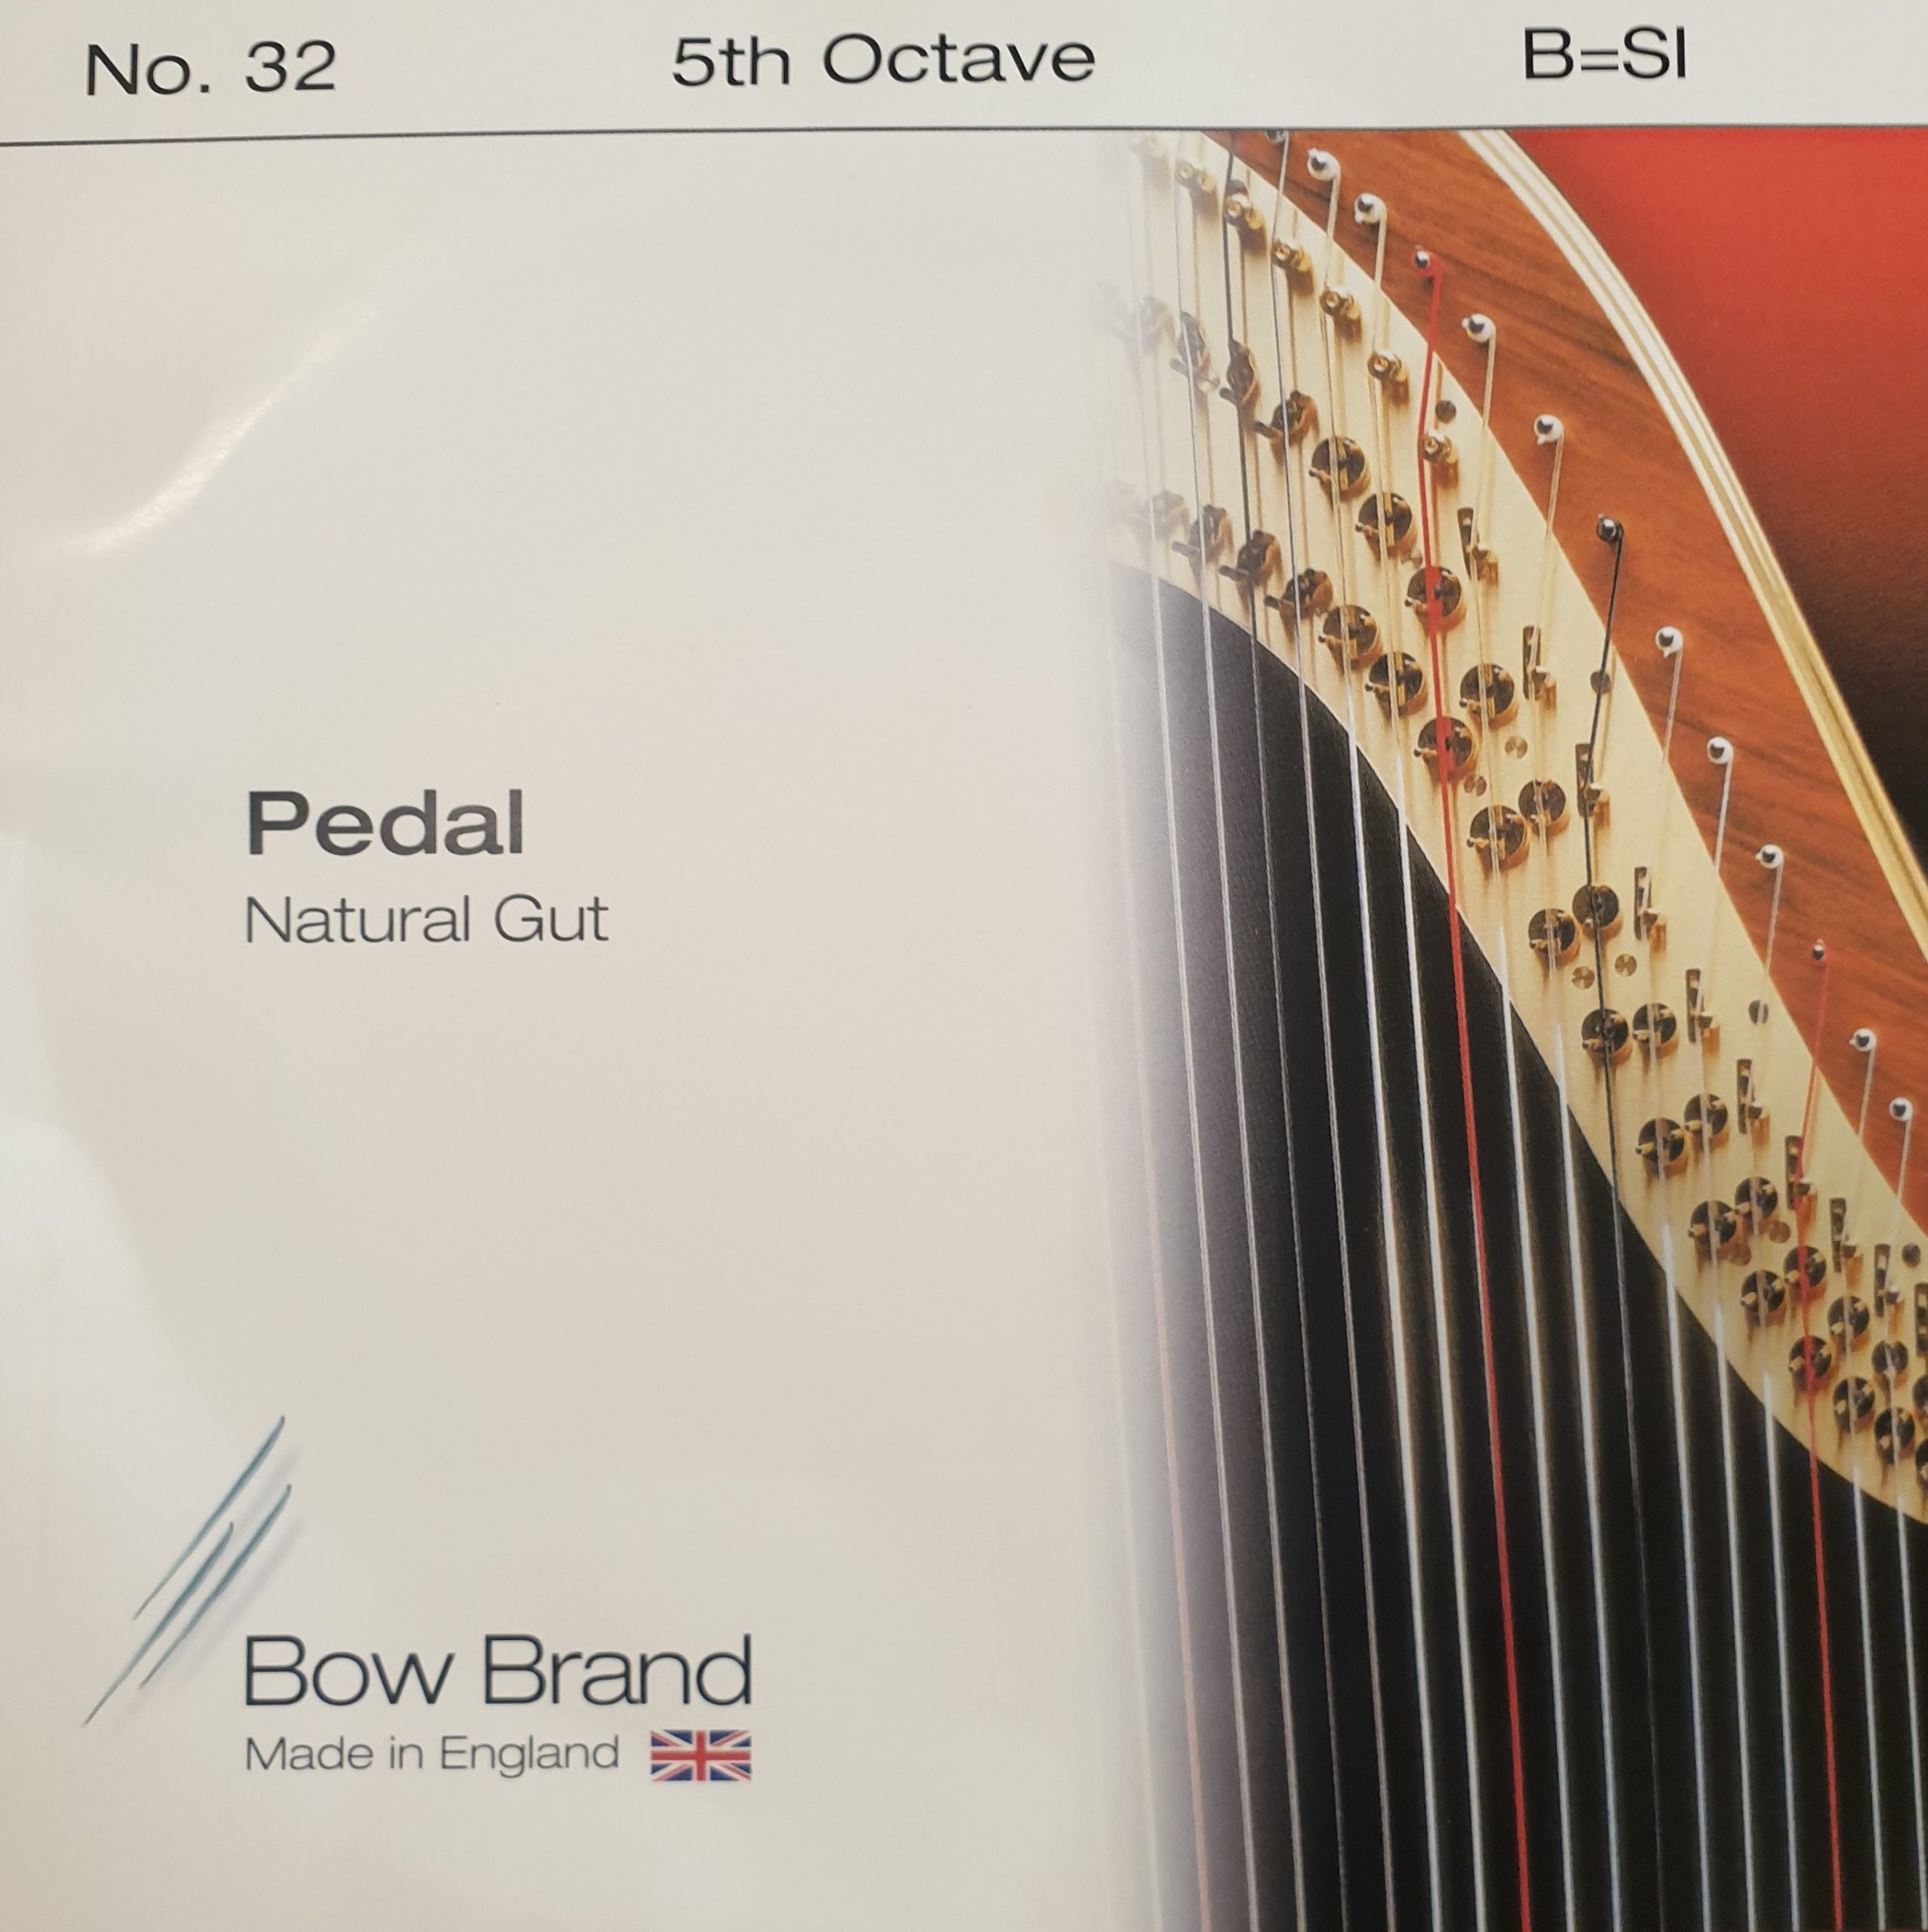 No. 32 5th Octave B=SI
Pedal
Natural Gut
Bow Brand
Made in England